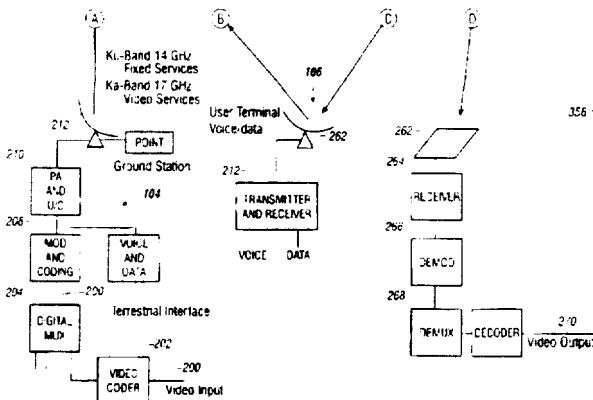 A
B
C
D
Ku-Band 14 GHz
Fixed Services
Ka-Band 17 GHz
Video Services
212
POINT
Ground Station
210
PA
AND
U/C
104
208
MOD
AND
CODING
VOICE
AND
DATA
204
200
Terrestrial Interface
DIGITAL
MUX
202
VIDEO
CODER
200
Video Input
106
User Terminal
Voice/data
262
212
TRANSMITTER
AND RECEIVER
VOICE DATA
356
262
264
RECEIVER
266
DEMOD
268
DEMUX
DECODER
270
Video Output